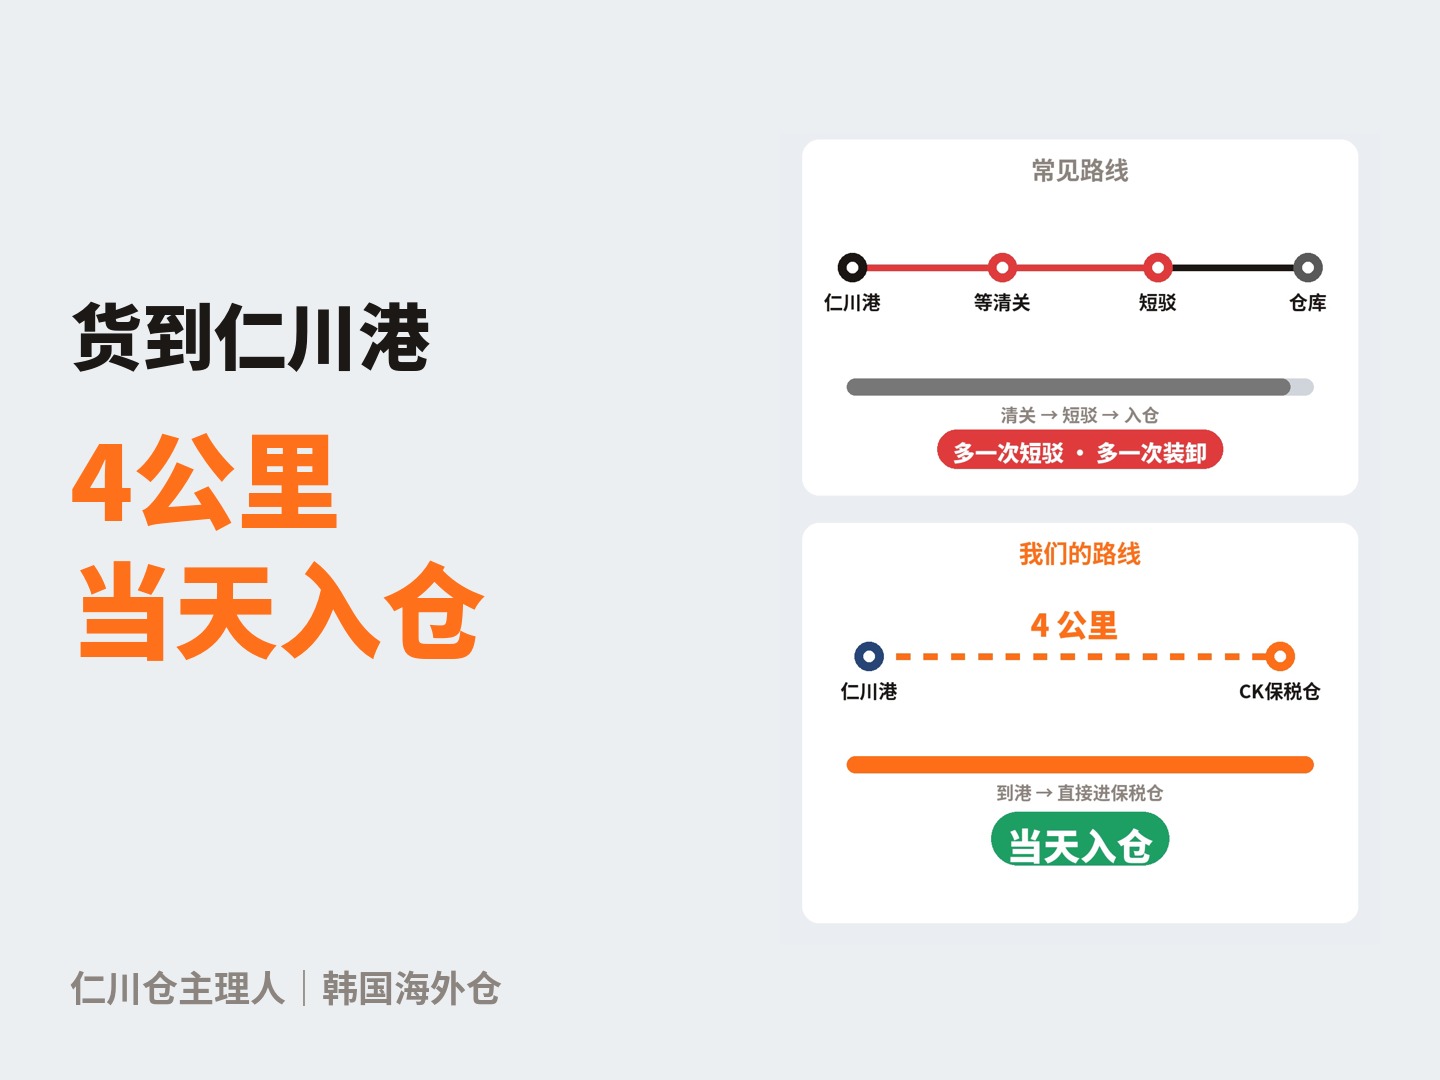 货到仁川港
4公里
当天入仓
仁川仓主理人｜韩国海外仓
常见路线
仁川港 等清关 短驳 仓库
清关 → 短驳 → 入仓
多一次短驳 · 多一次装卸
我们的路线
4 公里
仁川港 CK保税仓
到港 → 直接进保税仓
当天入仓